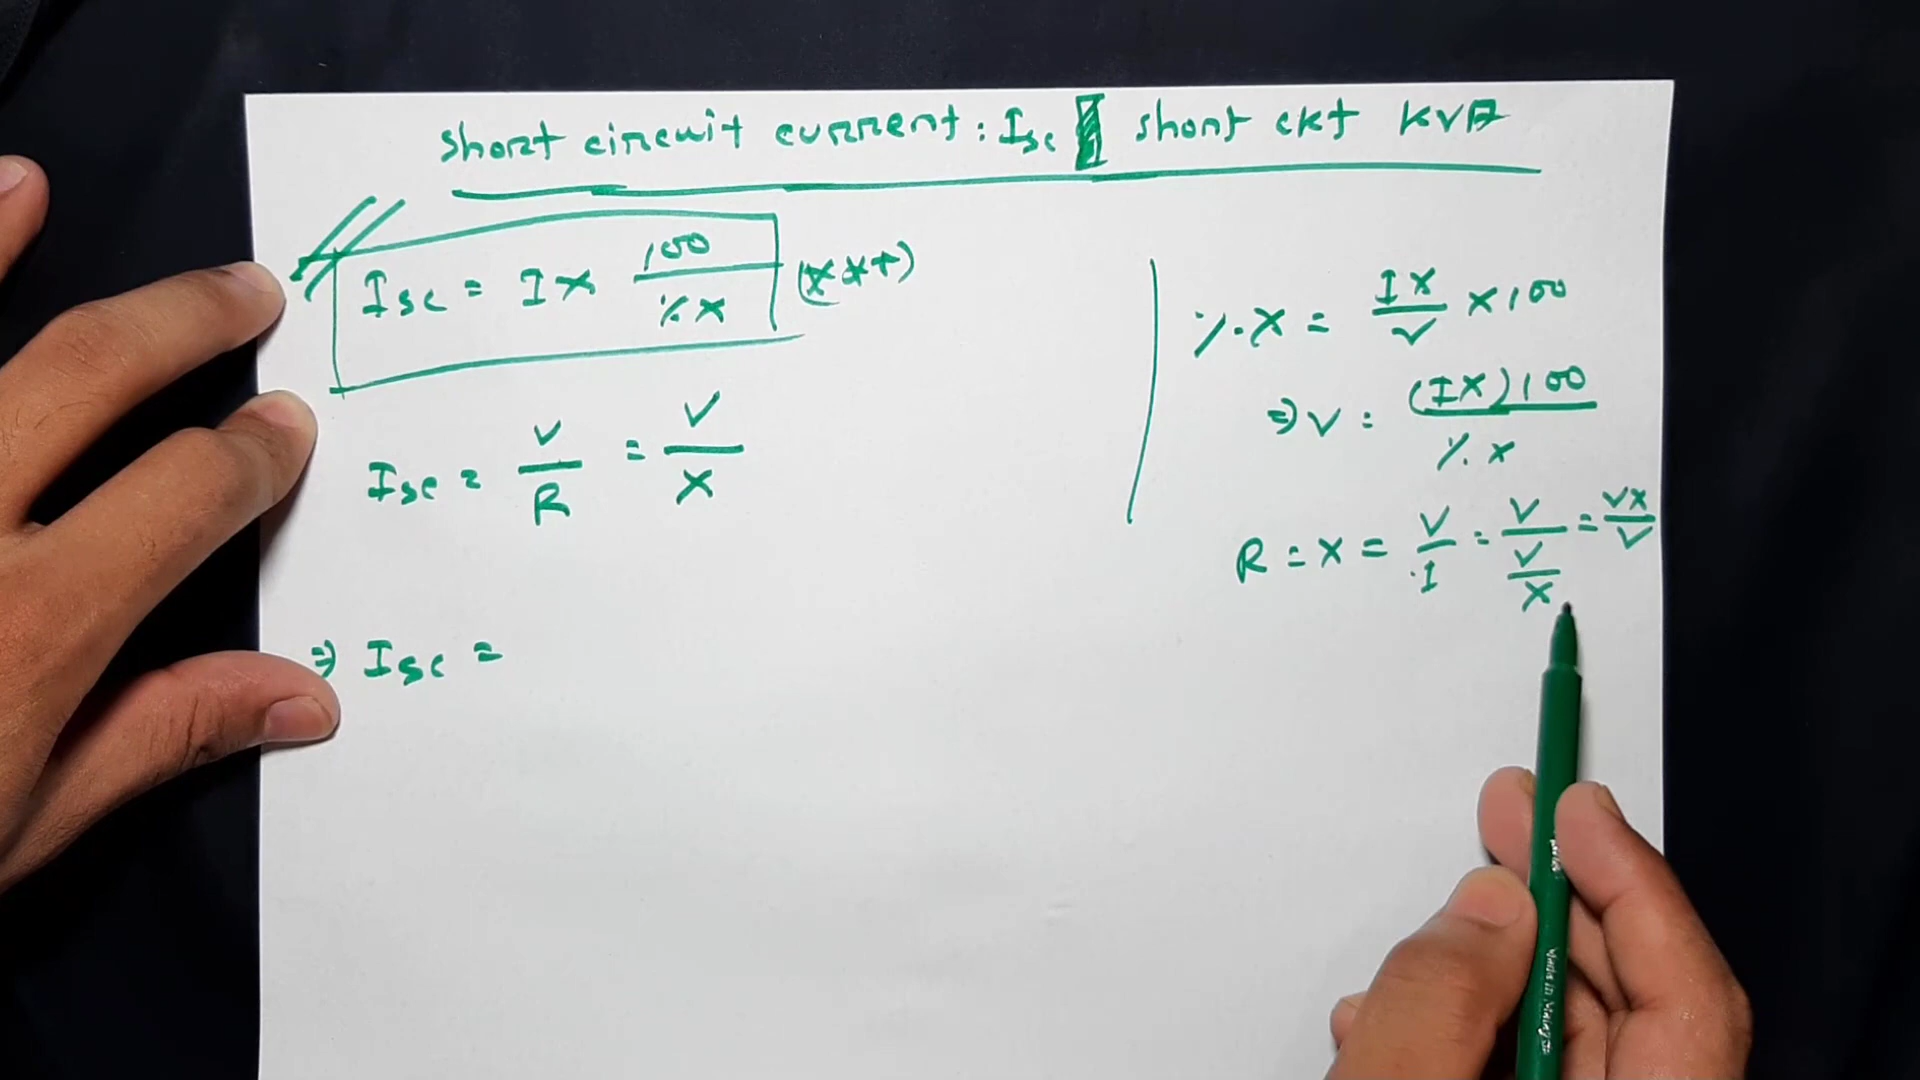 Short circuit current : Isc short ckt KVA
Isc = I x 100 / %X (***)
Isc = V / R = V / X
⇒ Isc =
%X = IX / V x 100
⇒ V = (IX) 100 / %X
R = X = V / I = V / (V / X) = VX / V